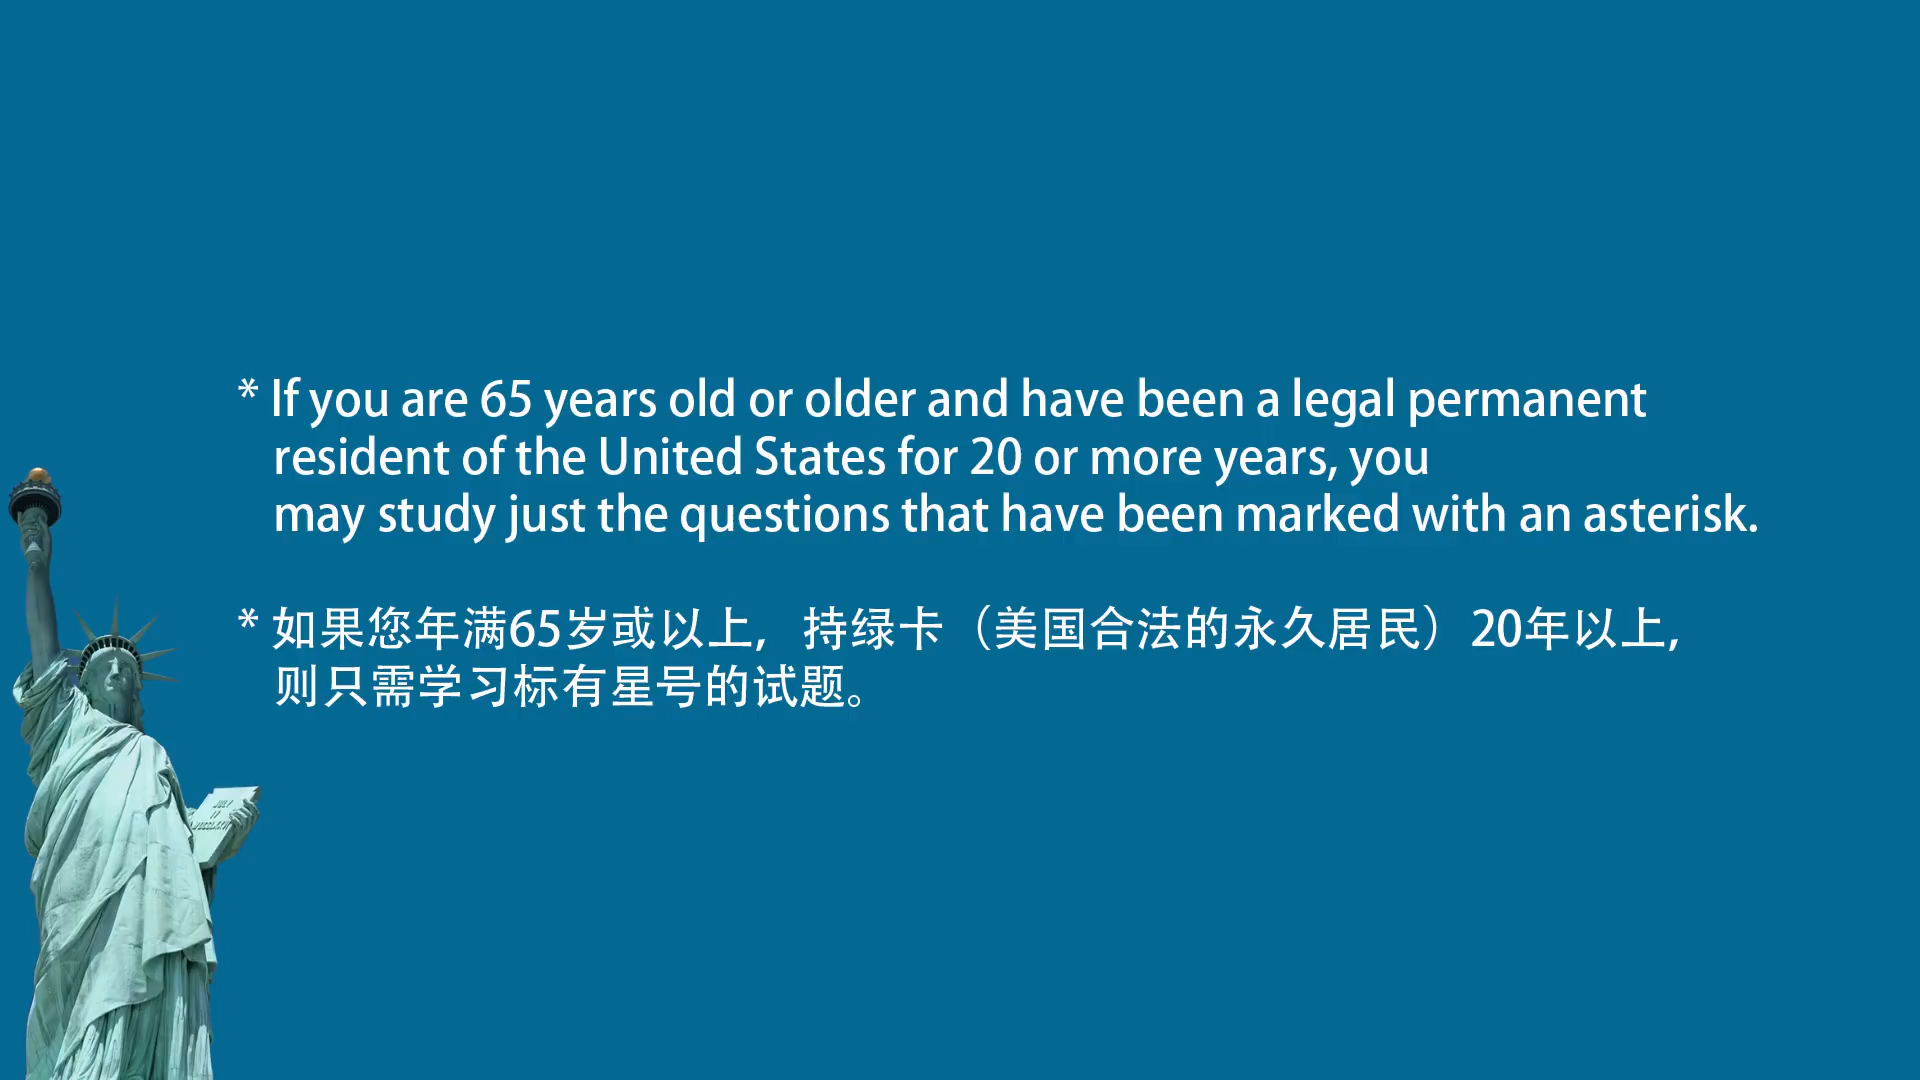 * If you are 65 years old or older and have been a legal permanent
resident of the United States for 20 or more years, you
may study just the questions that have been marked with an asterisk.
* 如果您年满65岁或以上，持绿卡（美国合法的永久居民）20年以上，
则只需学习标有星号的试题。
JULY
IV